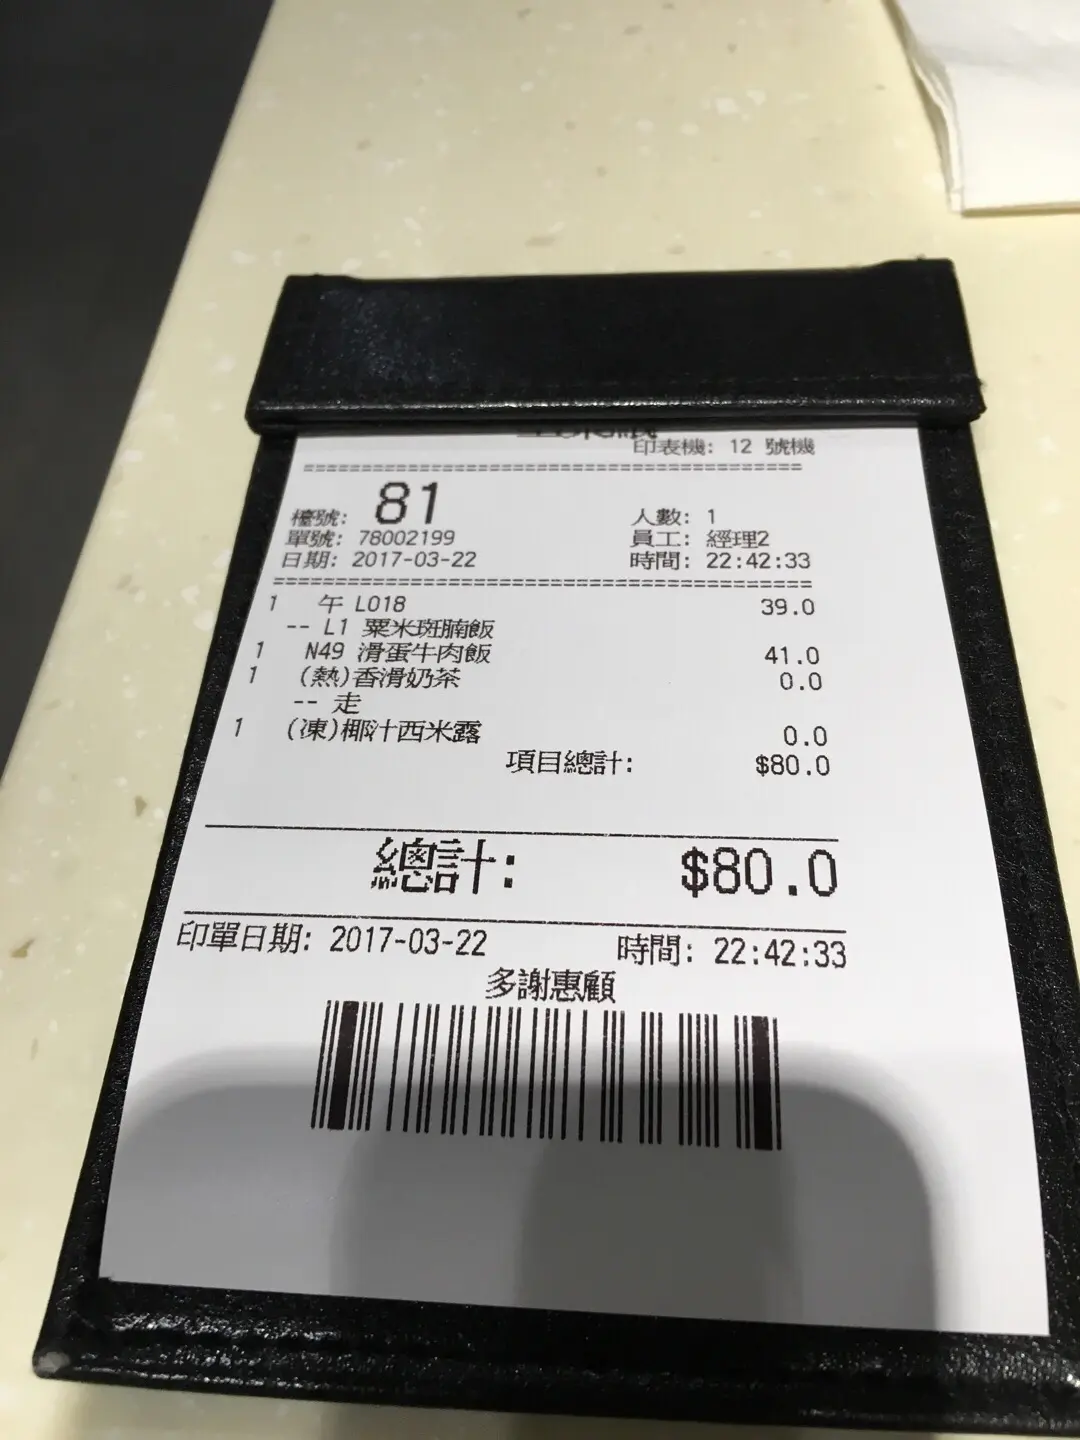 印表機: 12 號機
==========================================
檯號: 81 人數: 1
單號: 78002199 員工: 經理2
日期: 2017-03-22 時間: 22:42:33
==========================================
1 午 L018 39.0
-- L1 粟米斑腩飯
1 N49 滑蛋牛肉飯 41.0
1 (熱)香滑奶茶 0.0
-- 走
1 (凍)椰汁西米露 0.0
項目總計: $80.0
總計: $80.0
印單日期: 2017-03-22 時間: 22:42:33
多謝惠顧